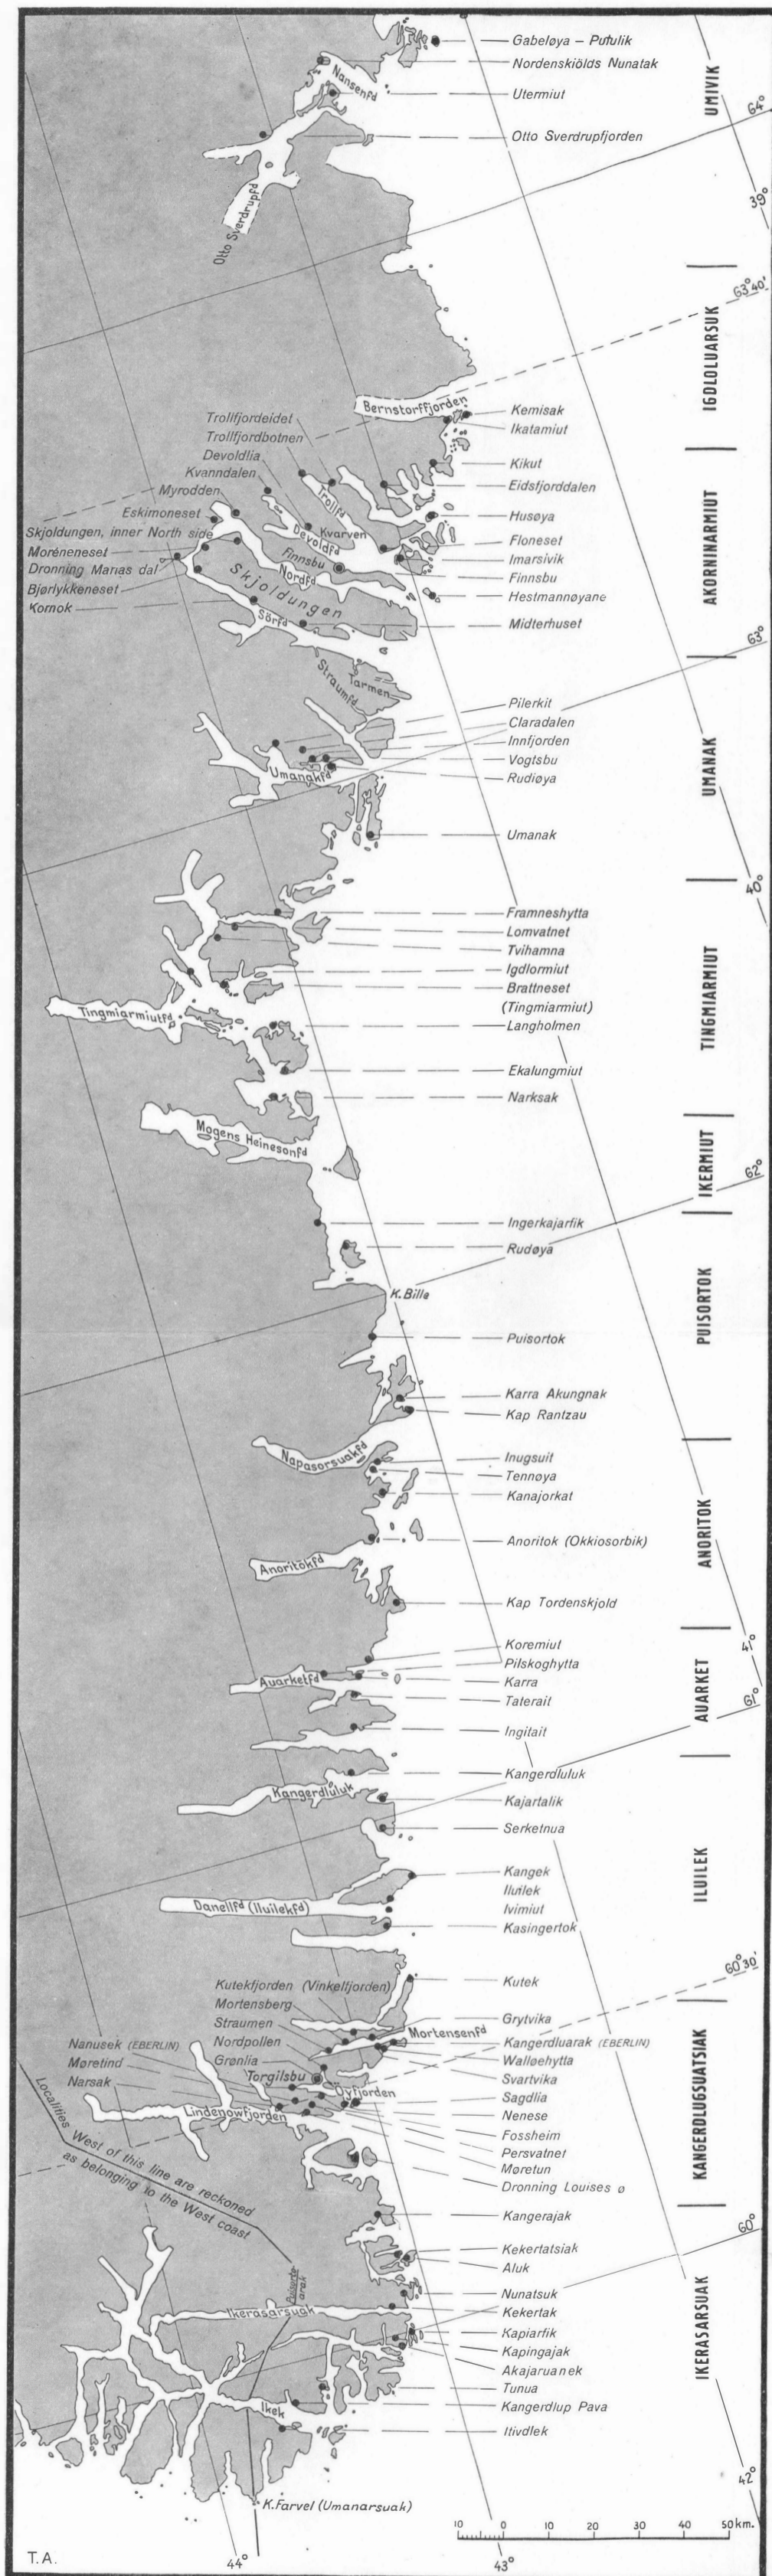 Gabeløya – Putulik
Nordenskiölds Nunatak
Nansenfd
Utermiut
UMIVIK
64°
Otto Sverdrupfjorden
39°
Otto Sverdrupfd
63°40'
IGDLOLUARSUK
Bernstorffjorden
Kemisak
Ikatamiut
Trollfjordeidet
Trollfjordbotnen
Devoldlia
Kvanndalen
Myrodden
Eskimoneset
Skjoldungen, inner North side
Moreneneset
Dronning Marias dal
Bjørlykkeneset
Kornok
Kikut
Eidsfjorddalen
Husøya
Floneset
Imarsivik
Finnsbu
Hestmannøyane
Midterhuset
Trollfd
Kvarven
Devoldfd
Finnsbu
Nordfd
Skjoldungen
Sörfd
AKORNINARMIUT
63°
Straumfd
Tarmen
Pilerkit
Claradalen
Innfjorden
Vogtsbu
Rudiøya
Umanakfd
Umanak
UMANAK
40°
Framneshytta
Lomvatnet
Tvihamna
Igdlormiut
Brattneset
(Tingmiarmiut)
Langholmen
Tingmiarmiutfd
Ekalungmiut
Narksak
TINGMIARMIUT
Mogens Heinesonfd
IKERMIUT
62°
Ingerkajarfik
Rudøya
K. Bille
Puisortok
PUISORTOK
Karra Akungnak
Kap Rantzau
Napasorsuakfd
Inugsuit
Tennøya
Kanajorkat
Anoritok (Okkiosorbik)
Anoritokfd
Kap Tordenskjold
ANORITOK
41°
Koremiut
Pilskoghytta
Karra
Auarketfd
Taterait
Ingitait
AUARKET
61°
Kangerdluluk
Kangerdluluk
Kajartalik
Serketnua
Kangek
Iluilek
Danellfd (Iluilekfd)
Ivimiut
Kasingertok
ILUILEK
60°30'
Kutek
Kutekfjorden (Vinkelfjorden)
Mortensberg
Straumen
Nordpollen
Grønlia
Torgilsbu
Nanusek (EBERLIN)
Møretind
Narsak
Grytvika
Mortensenfd
Kangerdluarak (EBERLIN)
Walløehytta
Svartvika
Öyfjorden
Sagdlia
Nenese
Fossheim
Persvatnet
Møretun
Dronning Louises ø
Lindenowfjorden
KANGERDLUGSUATSIAK
Localities
West of this line are reckoned
as belonging to the West coast
Kangerajak
60°
Kekertatsiak
Aluk
Nunatsuk
Kekertak
Kapiarfik
Kapingajak
Akajaruanek
Tunua
Kangerdlup Pava
Itivdlek
Ikerasarsuak
Ikek
IKERASARSUAK
42°
K. Farvel (Umanarsuak)
10 0 10 20 30 40 50 km.
T.A.
44°
43°